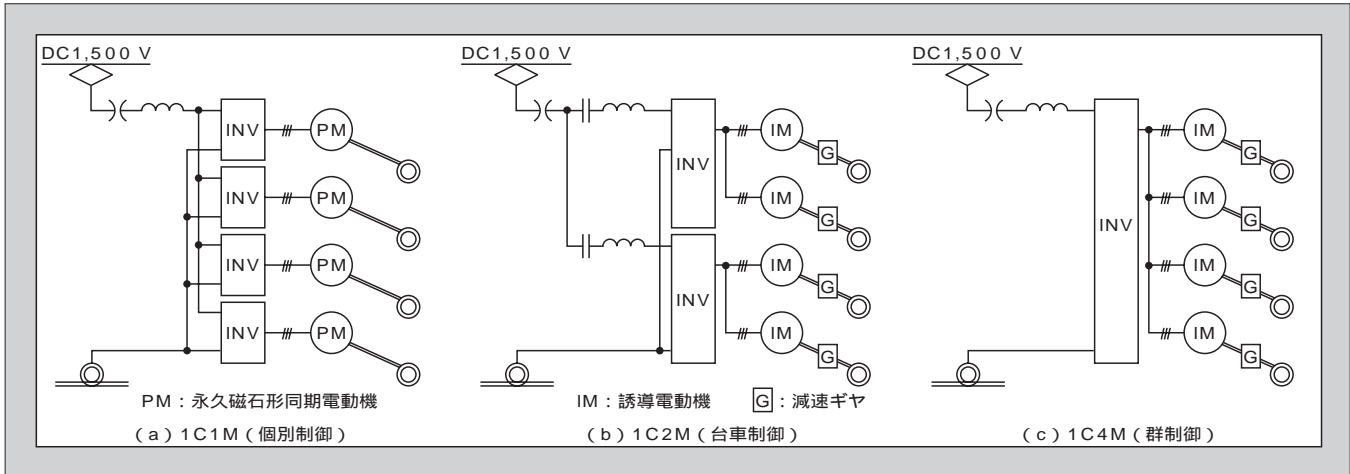 DC1,500 V
INV
PM
INV
PM
INV
PM
INV
PM
PM：永久磁石形同期電動機
（a）1C1M（個別制御）
DC1,500 V
INV
IM
G
IM
G
INV
IM
G
IM
G
IM：誘導電動機
G：減速ギヤ
（b）1C2M（台車制御）
DC1,500 V
INV
IM
G
IM
G
IM
G
IM
G
（c）1C4M（群制御）